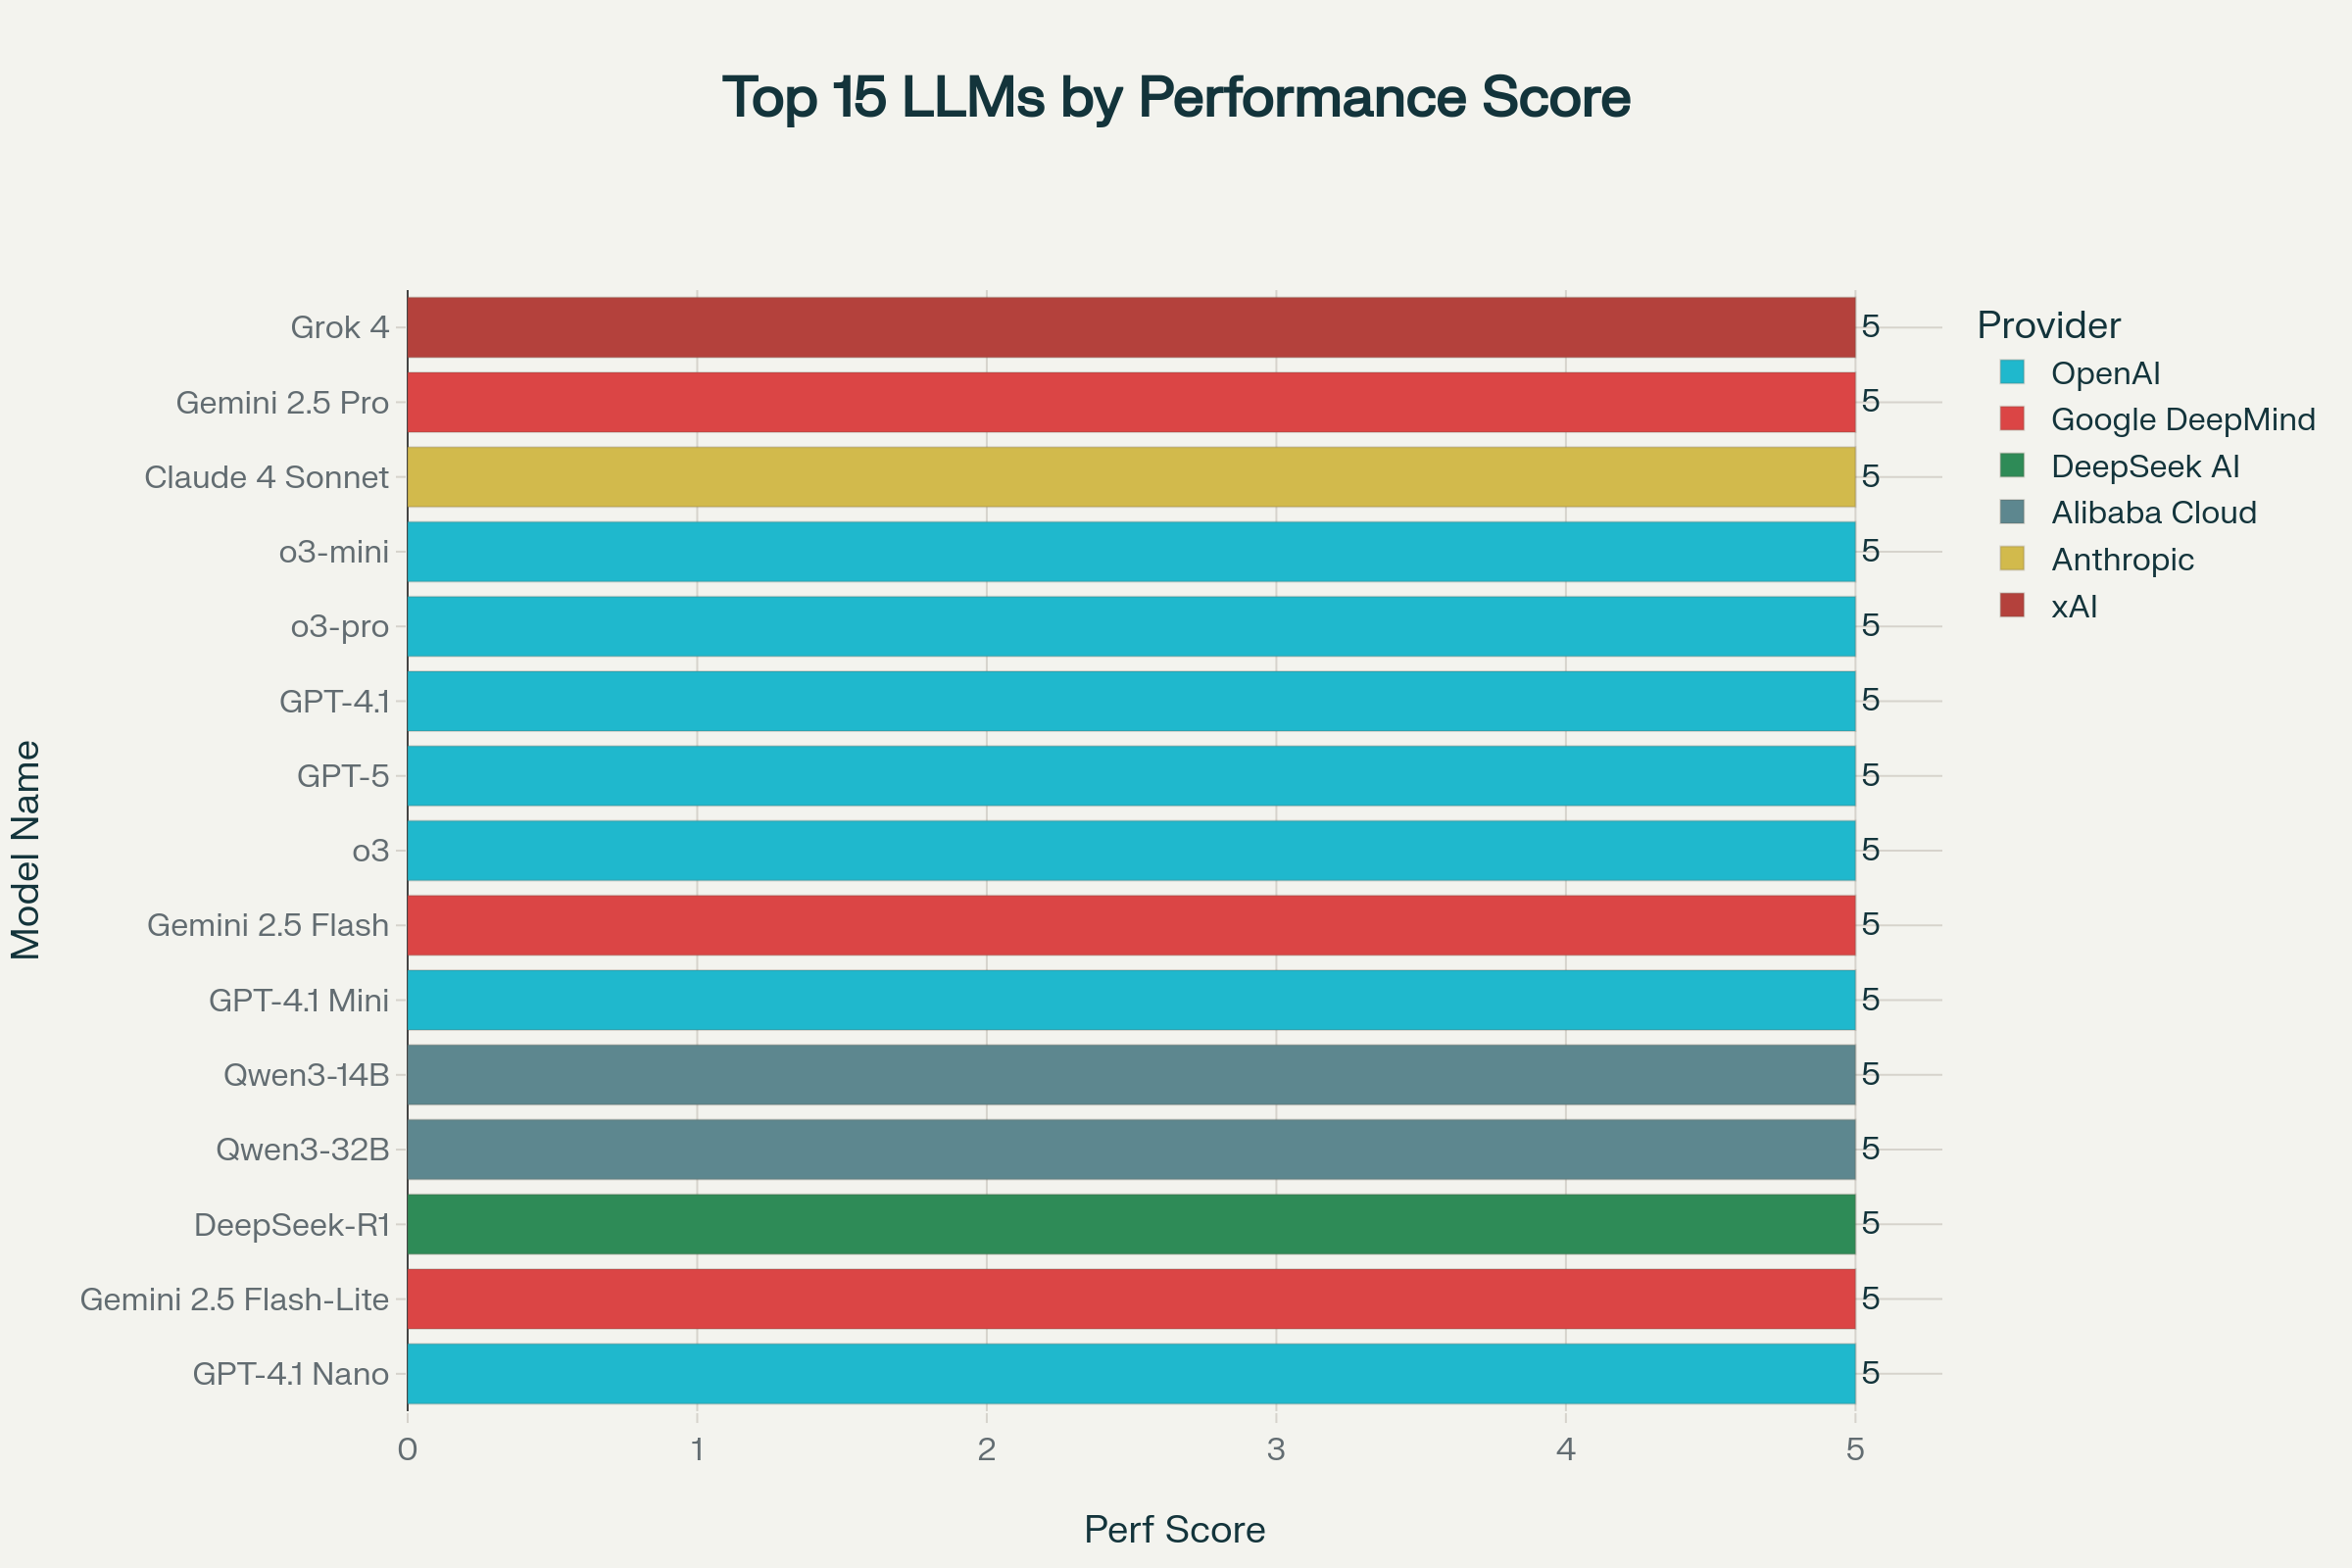 Top 15 LLMs by Performance Score
Grok 4
5
Gemini 2.5 Pro
5
Claude 4 Sonnet
5
o3-mini
5
o3-pro
5
GPT-4.1
5
GPT-5
5
o3
5
Gemini 2.5 Flash
5
GPT-4.1 Mini
5
Qwen3-14B
5
Qwen3-32B
5
DeepSeek-R1
5
Gemini 2.5 Flash-Lite
5
GPT-4.1 Nano
5
0 1 2 3 4 5
Perf Score
Model Name
Provider
OpenAI
Google DeepMind
DeepSeek AI
Alibaba Cloud
Anthropic
xAI